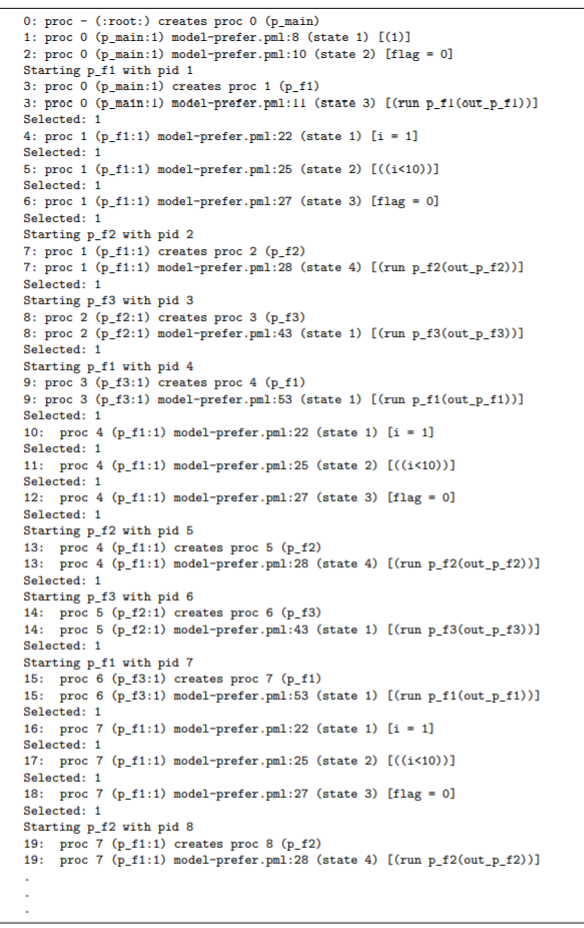 0: proc - (:root:) creates proc 0 (p_main)
1: proc 0 (p_main:1) model-prefer.pml:8 (state 1) [(1)]
2: proc 0 (p_main:1) model-prefer.pml:10 (state 2) [flag = 0]
Starting p_f1 with pid 1
3: proc 0 (p_main:1) creates proc 1 (p_f1)
3: proc 0 (p_main:1) model-prefer.pml:11 (state 3) [(run p_f1(out_p_f1))]
Selected: 1
4: proc 1 (p_f1:1) model-prefer.pml:22 (state 1) [i = 1]
Selected: 1
5: proc 1 (p_f1:1) model-prefer.pml:25 (state 2) [((i<10))]
Selected: 1
6: proc 1 (p_f1:1) model-prefer.pml:27 (state 3) [flag = 0]
Selected: 1
Starting p_f2 with pid 2
7: proc 1 (p_f1:1) creates proc 2 (p_f2)
7: proc 1 (p_f1:1) model-prefer.pml:28 (state 4) [(run p_f2(out_p_f2))]
Selected: 1
Starting p_f3 with pid 3
8: proc 2 (p_f2:1) creates proc 3 (p_f3)
8: proc 2 (p_f2:1) model-prefer.pml:43 (state 1) [(run p_f3(out_p_f3))]
Selected: 1
Starting p_f1 with pid 4
9: proc 3 (p_f3:1) creates proc 4 (p_f1)
9: proc 3 (p_f3:1) model-prefer.pml:53 (state 1) [(run p_f1(out_p_f1))]
Selected: 1
10: proc 4 (p_f1:1) model-prefer.pml:22 (state 1) [i = 1]
Selected: 1
11: proc 4 (p_f1:1) model-prefer.pml:25 (state 2) [((i<10))]
Selected: 1
12: proc 4 (p_f1:1) model-prefer.pml:27 (state 3) [flag = 0]
Selected: 1
Starting p_f2 with pid 5
13: proc 4 (p_f1:1) creates proc 5 (p_f2)
13: proc 4 (p_f1:1) model-prefer.pml:28 (state 4) [(run p_f2(out_p_f2))]
Selected: 1
Starting p_f3 with pid 6
14: proc 5 (p_f2:1) creates proc 6 (p_f3)
14: proc 5 (p_f2:1) model-prefer.pml:43 (state 1) [(run p_f3(out_p_f3))]
Selected: 1
Starting p_f1 with pid 7
15: proc 6 (p_f3:1) creates proc 7 (p_f1)
15: proc 6 (p_f3:1) model-prefer.pml:53 (state 1) [(run p_f1(out_p_f1))]
Selected: 1
16: proc 7 (p_f1:1) model-prefer.pml:22 (state 1) [i = 1]
Selected: 1
17: proc 7 (p_f1:1) model-prefer.pml:25 (state 2) [((i<10))]
Selected: 1
18: proc 7 (p_f1:1) model-prefer.pml:27 (state 3) [flag = 0]
Selected: 1
Starting p_f2 with pid 8
19: proc 7 (p_f1:1) creates proc 8 (p_f2)
19: proc 7 (p_f1:1) model-prefer.pml:28 (state 4) [(run p_f2(out_p_f2))]
.
.
.